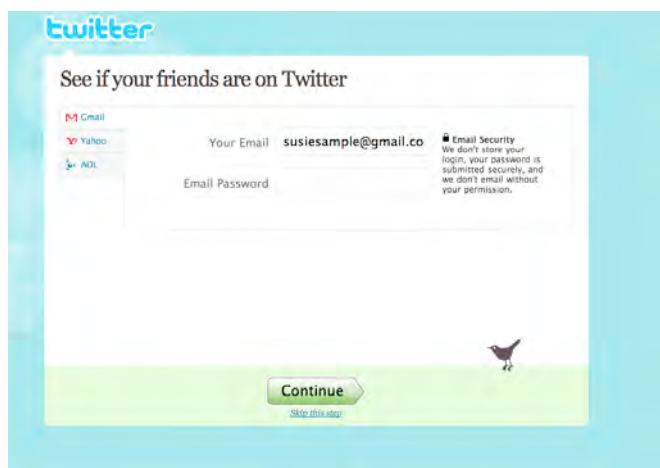 twitter
See if your friends are on Twitter
Gmail
Yahoo
AOL
Your Email
susiesample@gmail.co
Email Password
Email Security
We don't store your
login, your password is
submitted securely, and
we don't email without
your permission.
Continue
Skip this step